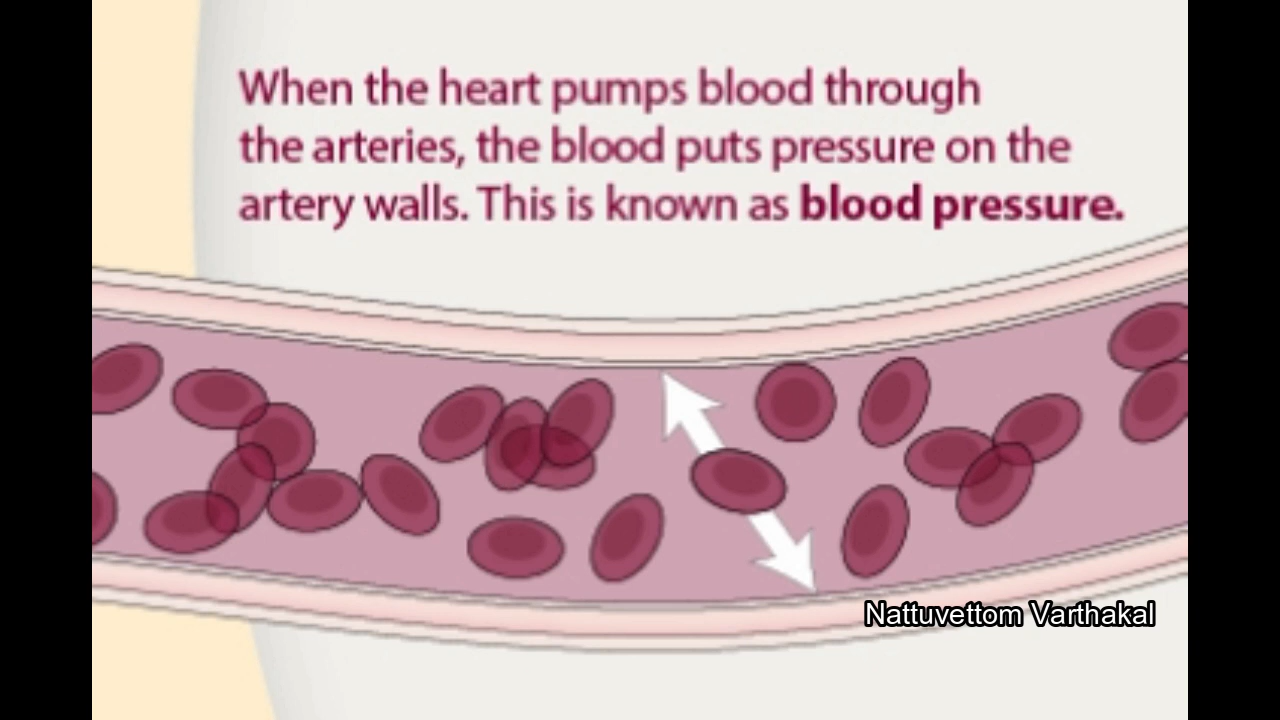 When the heart pumps blood through
the arteries, the blood puts pressure on the
artery walls. This is known as blood pressure.
Nattuvettom Varthakal